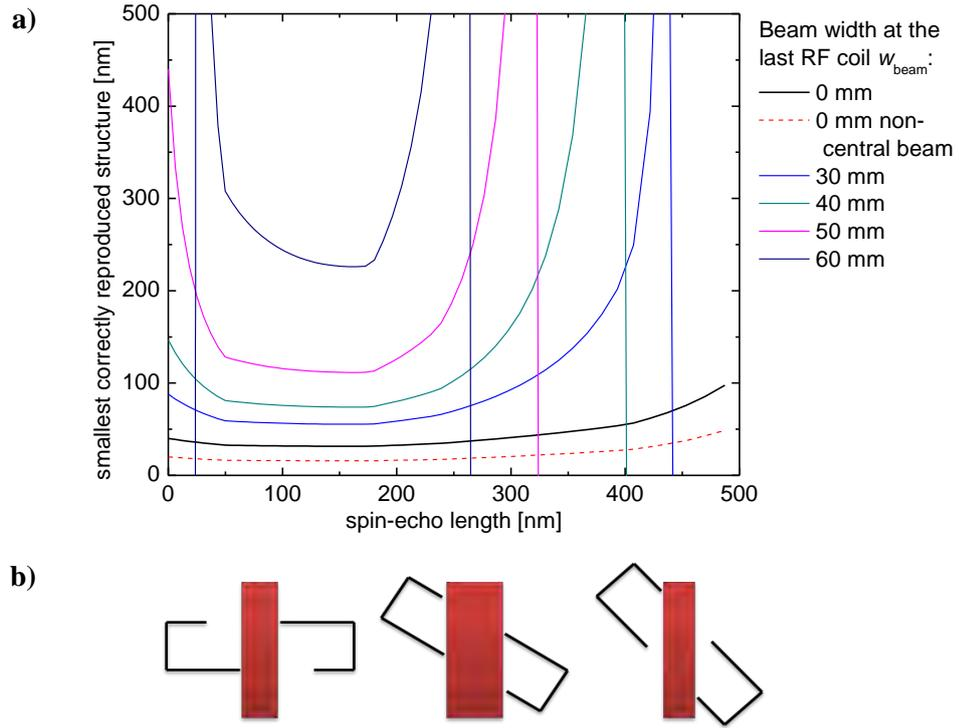 a)
smallest correctly reproduced structure [nm]
500
400
300
200
100
0
0 100 200 300 400 500
spin-echo length [nm]
Beam width at the
last RF coil w_beam:
0 mm
0 mm non-
central beam
30 mm
40 mm
50 mm
60 mm
b)